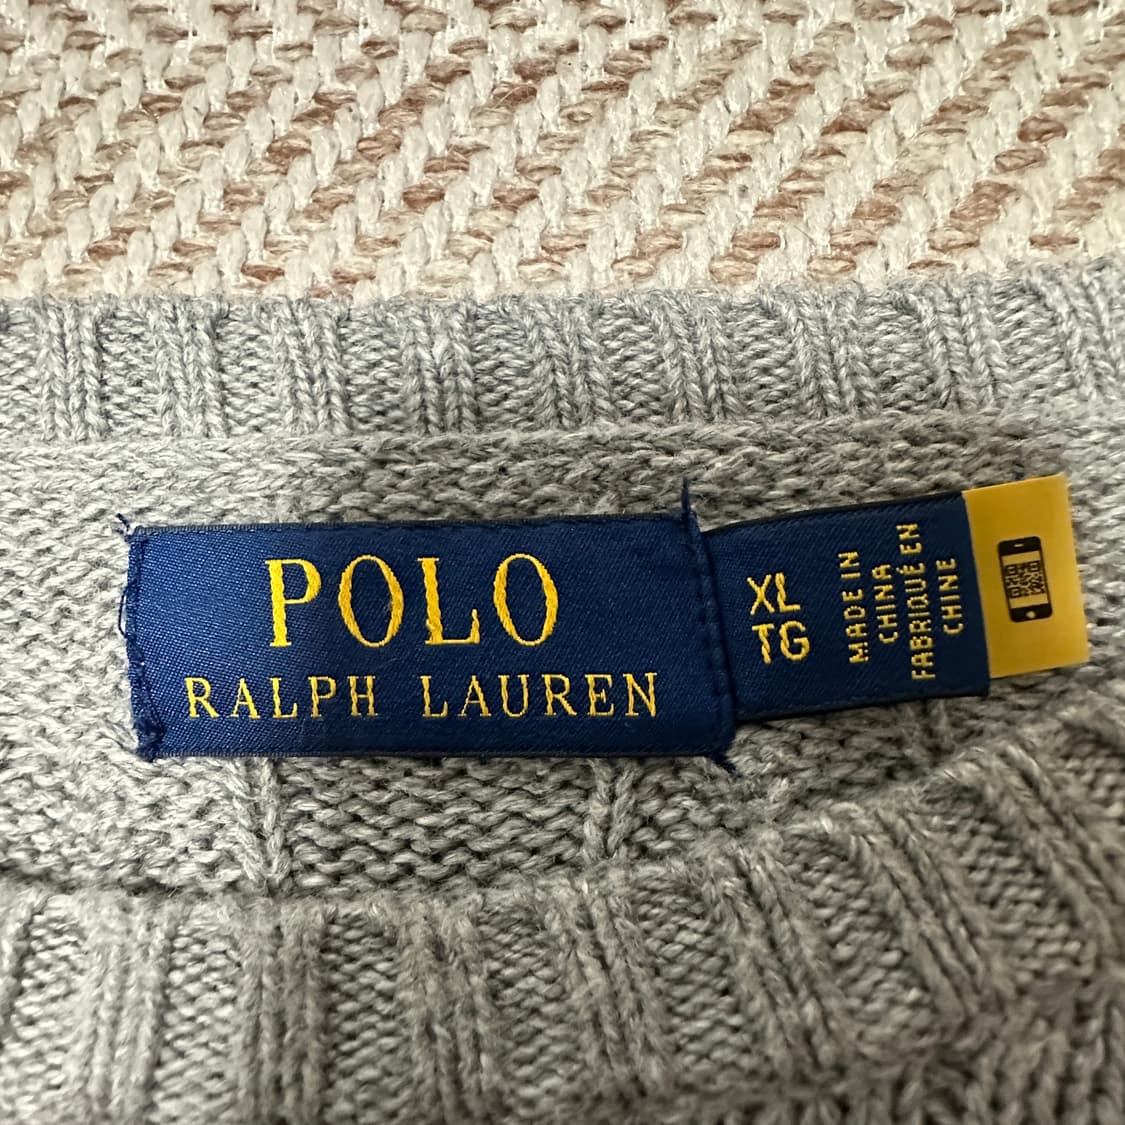 POLO
RALPH LAUREN
XL
TG
MADE IN
CHINA
FABRIQUÉ EN
CHINE